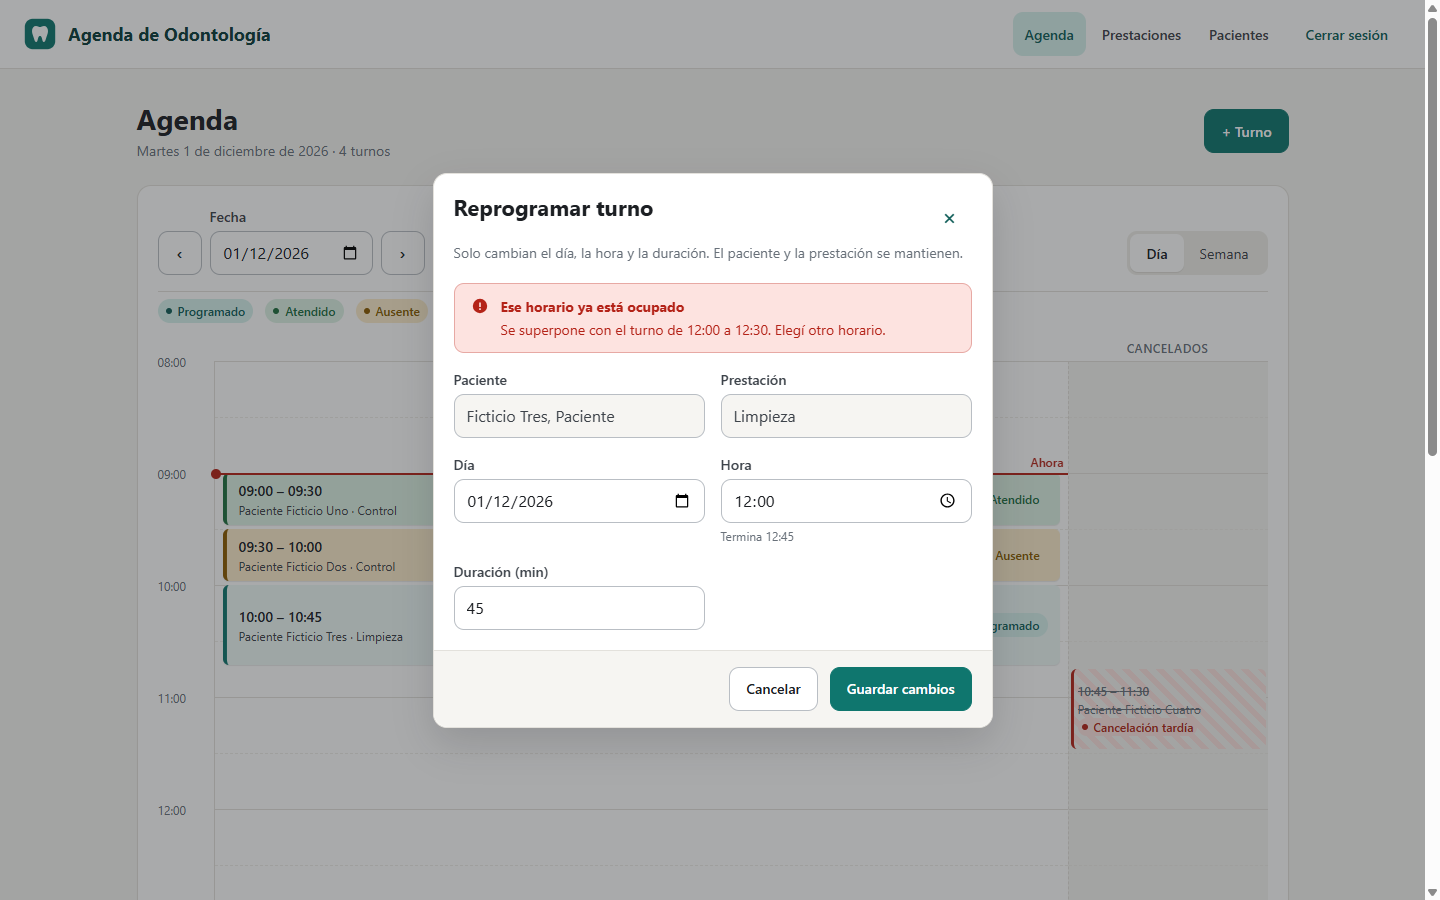 Agenda de Odontología
Agenda
Prestaciones
Pacientes
Cerrar sesión
Agenda
Martes 1 de diciembre de 2026 · 4 turnos
+ Turno
Fecha
‹
01/12/2026
›
Día
Semana
Programado
Atendido
Ausente
CANCELADOS
08:00
09:00
Ahora
09:00 – 09:30
Paciente Ficticio Uno · Control
Atendido
09:30 – 10:00
Paciente Ficticio Dos · Control
Ausente
10:00
10:00 – 10:45
Paciente Ficticio Tres · Limpieza
gramado
11:00
10:45 – 11:30
Paciente Ficticio Cuatro
Cancelación tardía
12:00
Reprogramar turno
×
Solo cambian el día, la hora y la duración. El paciente y la prestación se mantienen.
Ese horario ya está ocupado
Se superpone con el turno de 12:00 a 12:30. Elegí otro horario.
Paciente
Prestación
Ficticio Tres, Paciente
Limpieza
Día
Hora
01/12/2026
12:00
Termina 12:45
Duración (min)
45
Cancelar
Guardar cambios